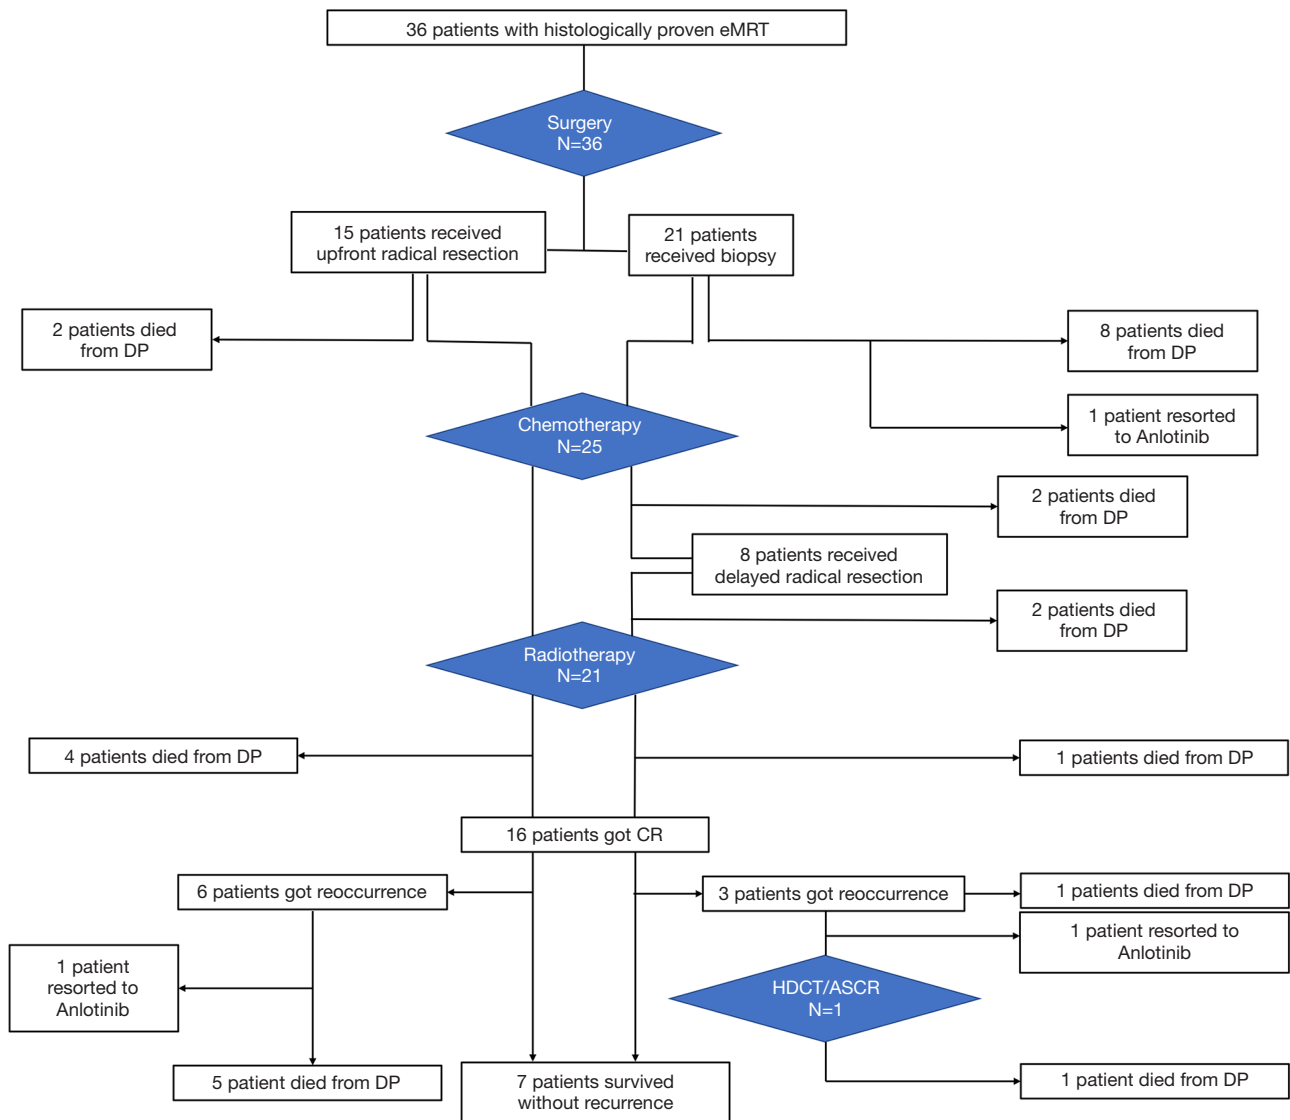 36 patients with histologically proven eMRT
Surgery
N=36
15 patients received
upfront radical resection
21 patients
received biopsy
2 patients died
from DP
8 patients died
from DP
1 patient resorted
to Anlotinib
Chemotherapy
N=25
2 patients died
from DP
8 patients received
delayed radical resection
2 patients died
from DP
Radiotherapy
N=21
4 patients died from DP
1 patients died from DP
16 patients got CR
6 patients got reoccurrence
3 patients got reoccurrence
1 patients died from DP
1 patient resorted to
Anlotinib
1 patient
resorted to
Anlotinib
HDCT/ASCR
N=1
5 patient died from DP
7 patients survived
without recurrence
1 patient died from DP